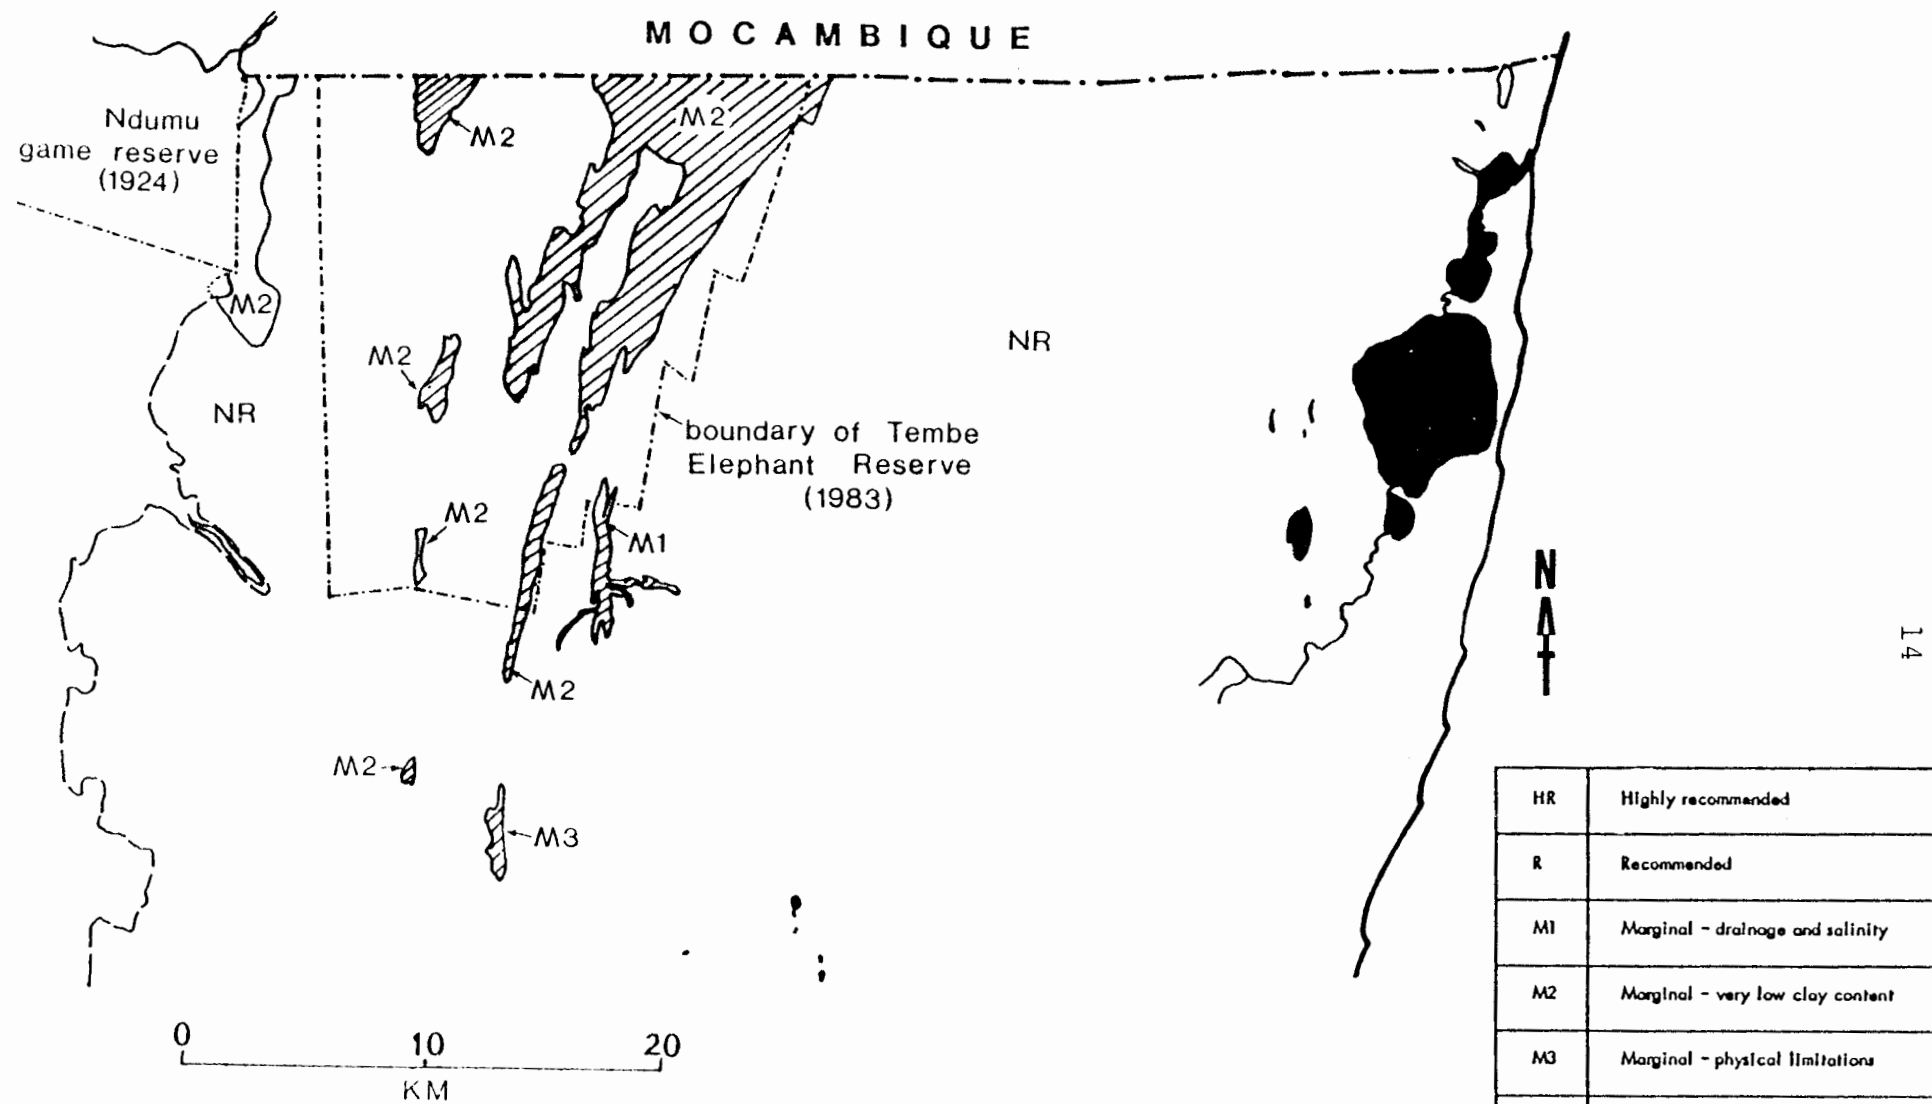 MOCAMBIQUE
Ndumu
game reserve
(1924)
M2
M2
M2
M2
NR
NR
boundary of Tembe
Elephant Reserve
(1983)
M2
M1
M2
M2
M3
N
14
0 10 20
KM
HR Highly recommended
R Recommended
M1 Marginal - drainage and salinity
M2 Marginal - very low clay content
M3 Marginal - physical limitations